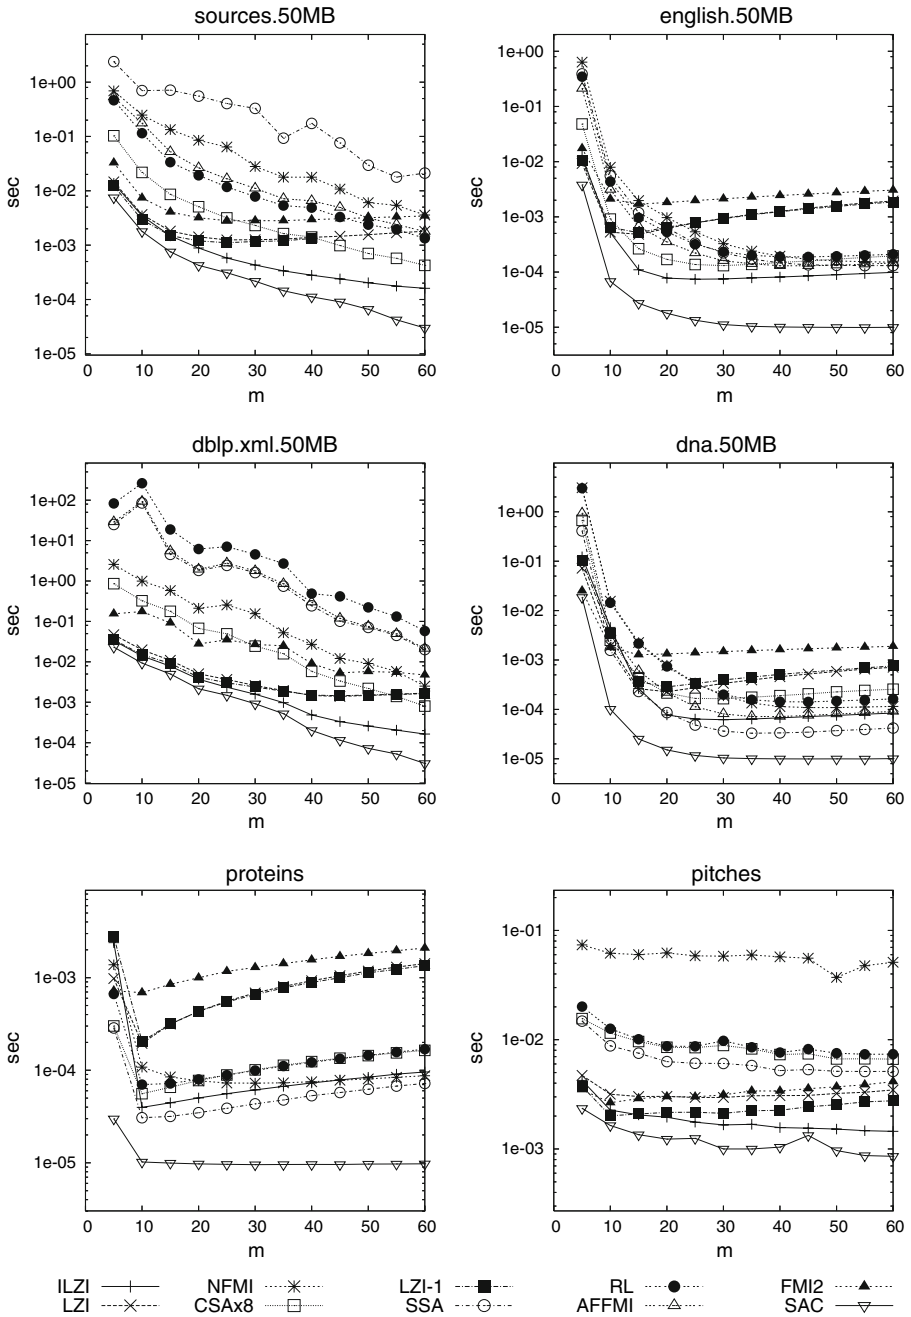 sources.50MB
1e+00
1e-01
1e-02
1e-03
1e-04
1e-05
sec
0 10 20 30 40 50 60
m
english.50MB
1e+00
1e-01
1e-02
1e-03
1e-04
1e-05
sec
0 10 20 30 40 50 60
m
dblp.xml.50MB
1e+02
1e+01
1e+00
1e-01
1e-02
1e-03
1e-04
1e-05
sec
0 10 20 30 40 50 60
m
dna.50MB
1e+00
1e-01
1e-02
1e-03
1e-04
1e-05
sec
0 10 20 30 40 50 60
m
proteins
1e-03
1e-04
1e-05
sec
0 10 20 30 40 50 60
m
pitches
1e-01
1e-02
1e-03
sec
0 10 20 30 40 50 60
m
ILZI NFMI LZI-1 RL FMI2
LZI CSAx8 SSA AFFMI SAC